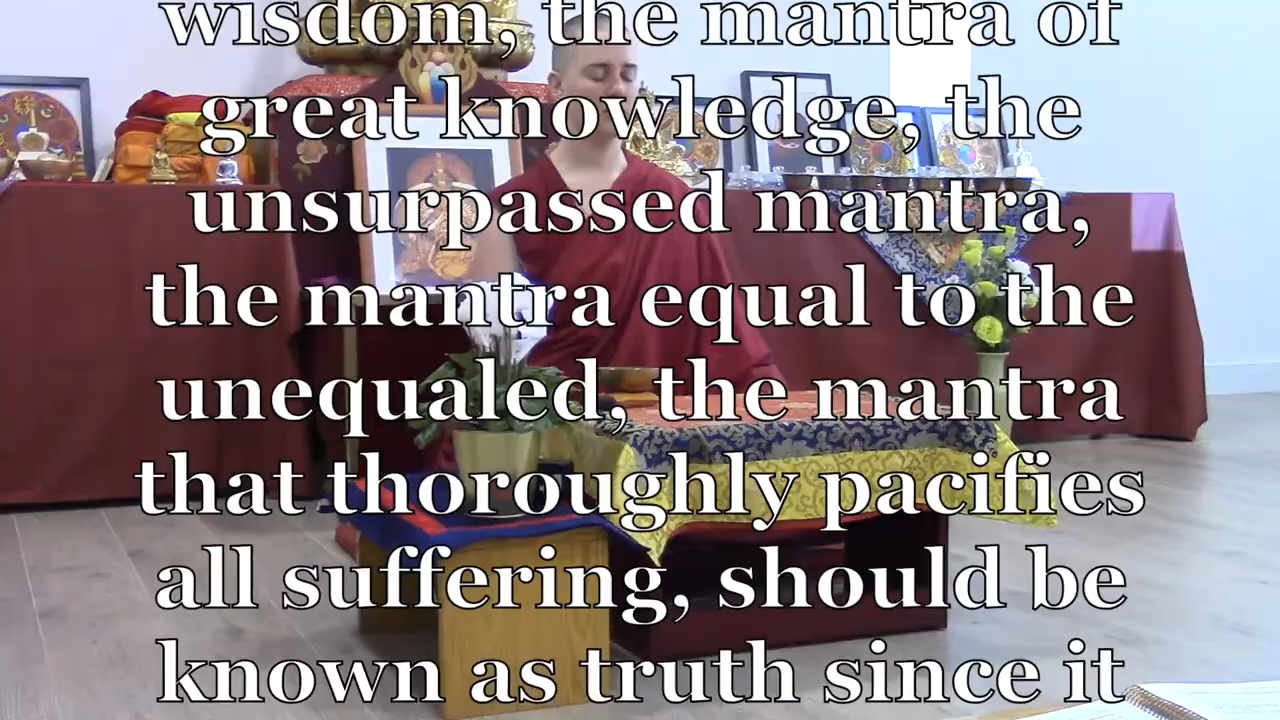 wisdom, the mantra of
great knowledge, the
unsurpassed mantra,
the mantra equal to the
unequaled, the mantra
that thoroughly pacifies
all suffering, should be
known as truth since it